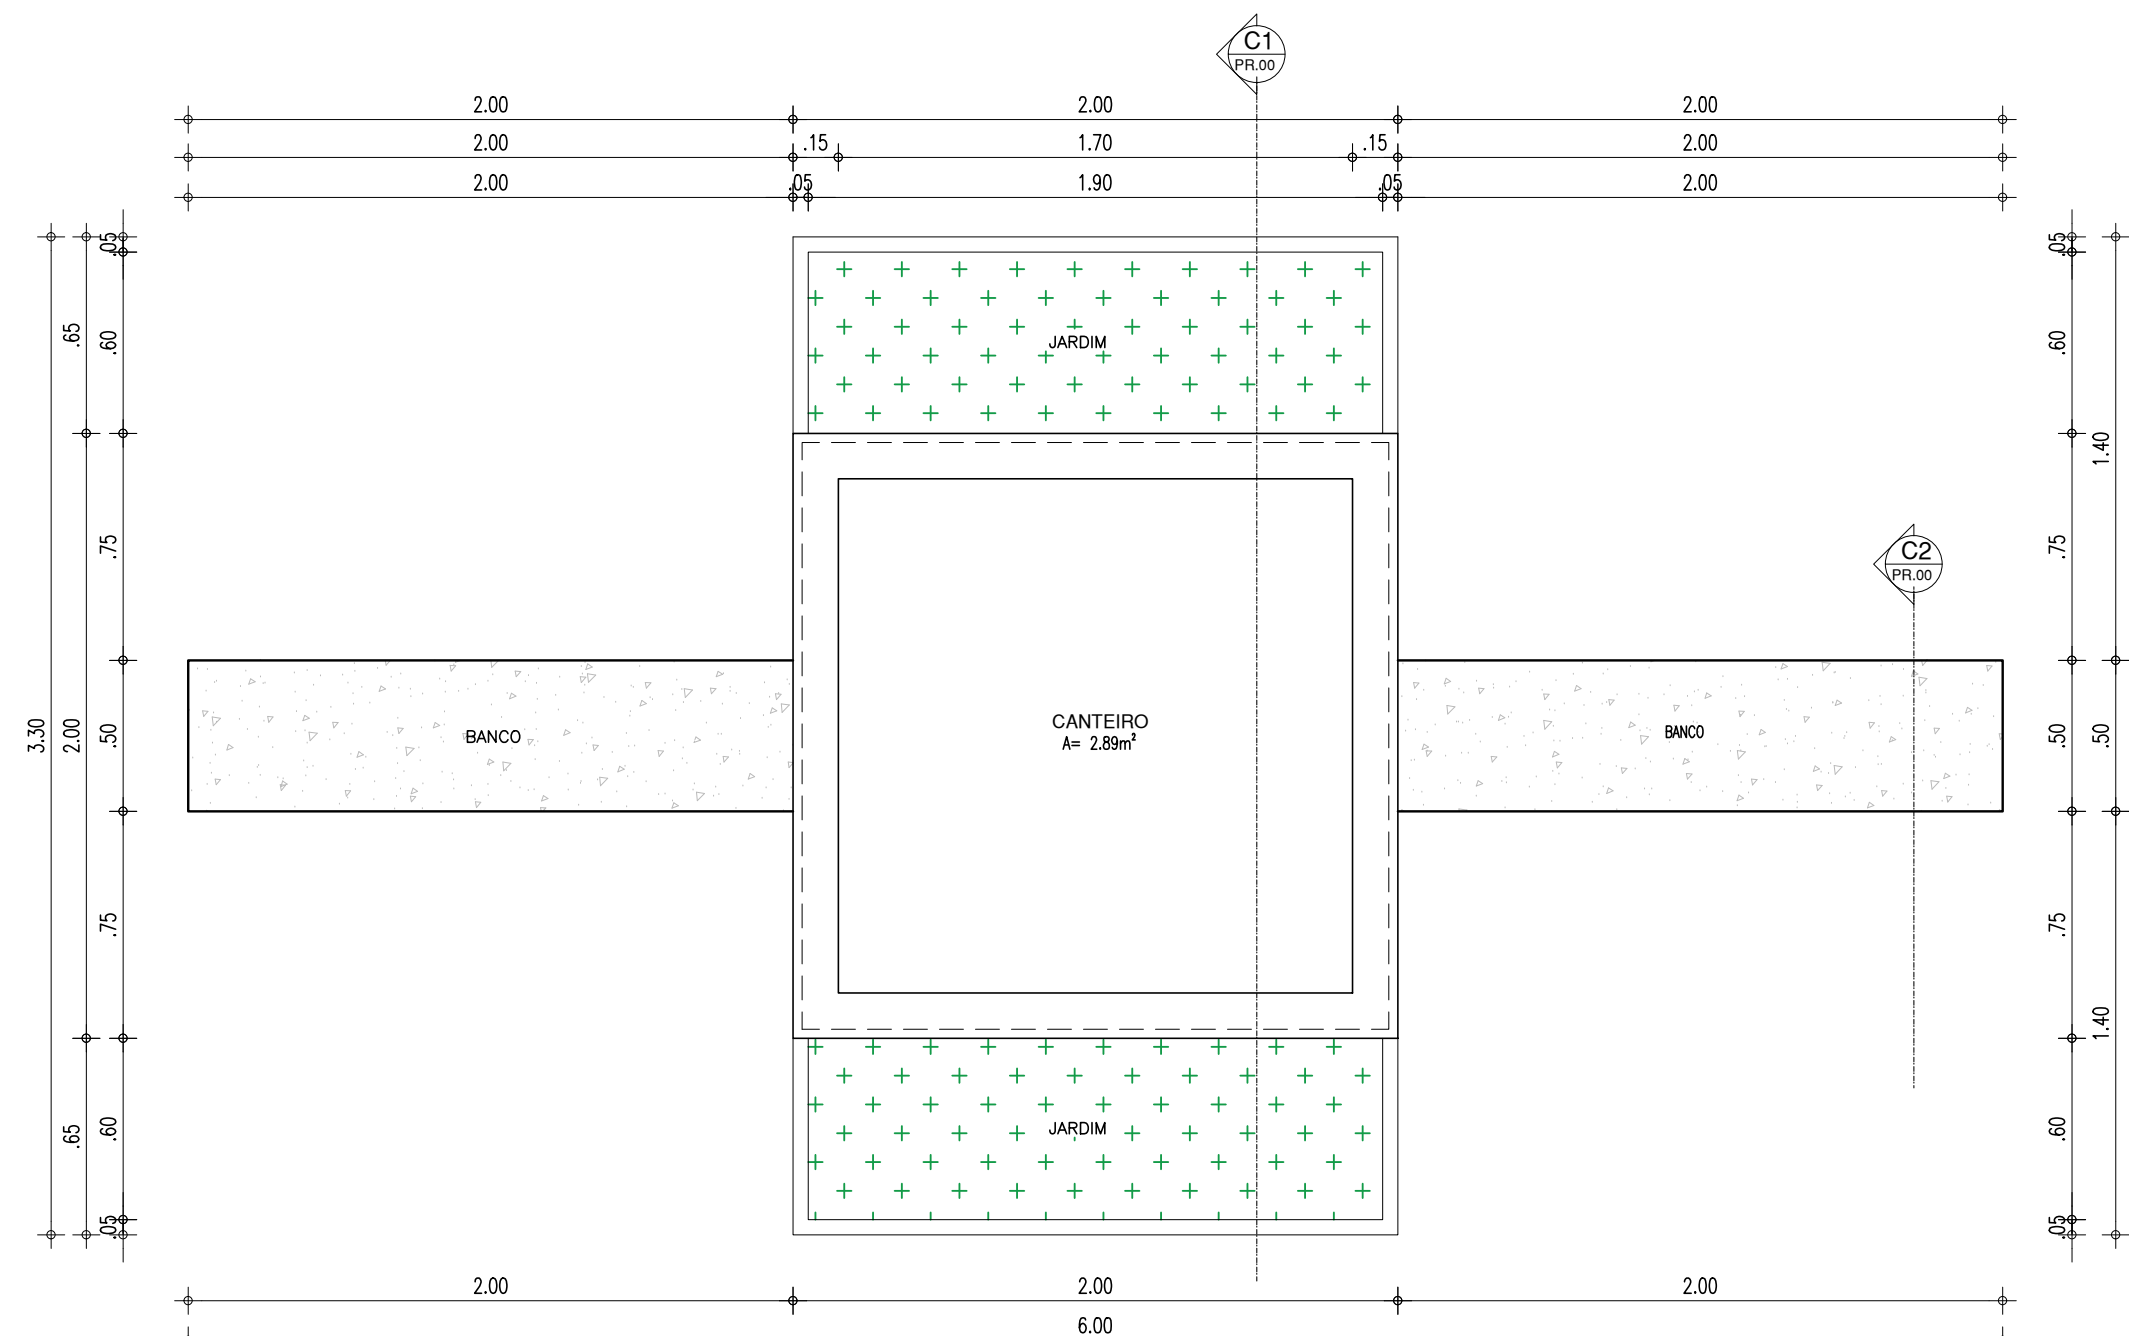 C1
PR.00
2.00 2.00 2.00
2.00 .15 1.70 .15 2.00
2.00 .05 1.90 .05 2.00
.05 .05
.65 .60 JARDIM .60
1.40
.75 .75
C2
PR.00
3.30 2.00 .50 BANCO CANTEIRO BANCO .50 .50
A= 2.89m²
.75 .75
1.40
.65 .60 JARDIM .60
.05 .05
2.00 2.00 2.00
6.00